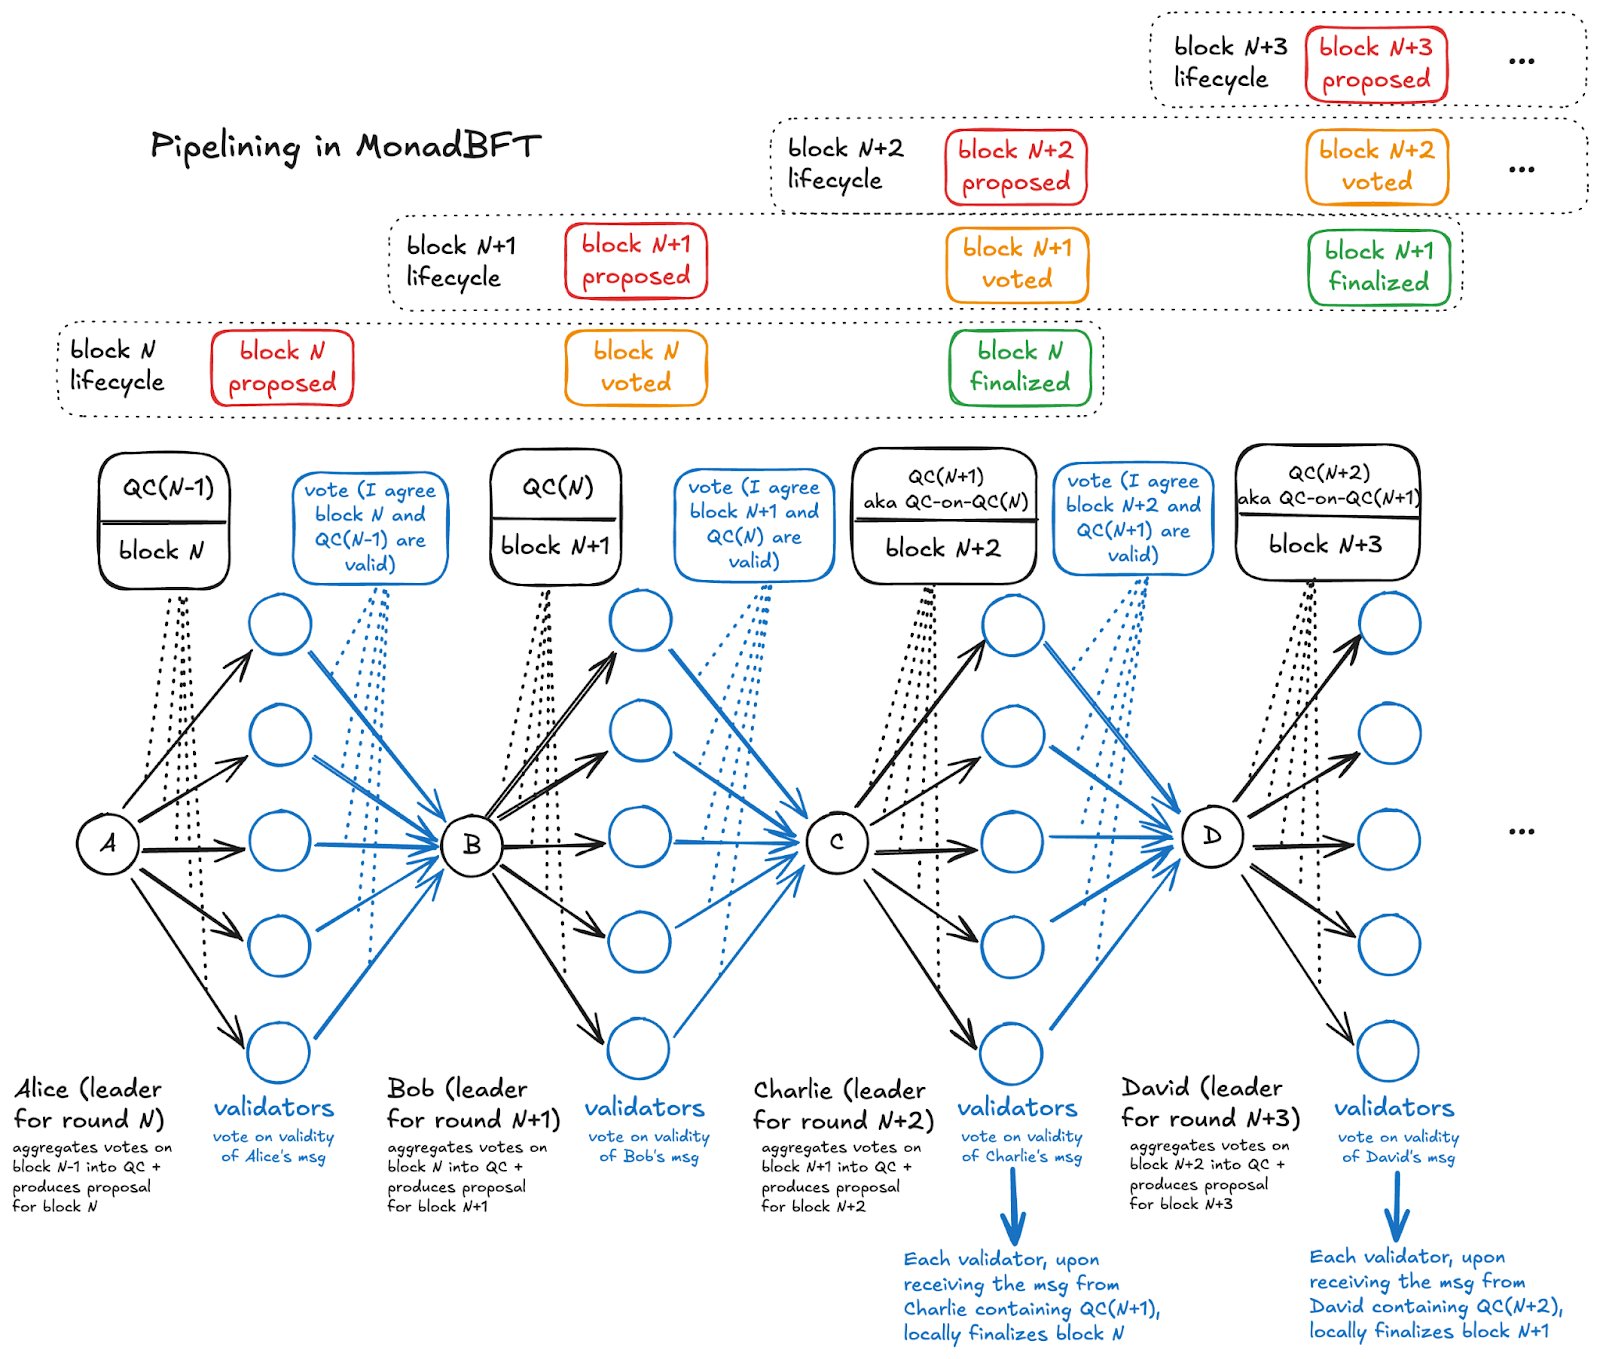 block N+3
lifecycle
block N+3
proposed
...
Pipelining in MonadBFT
block N+2
lifecycle
block N+2
proposed
block N+2
voted
...
block N+1
lifecycle
block N+1
proposed
block N+1
voted
block N+1
finalized
block N
lifecycle
block N
proposed
block N
voted
block N
finalized
QC(N-1)
block N
vote (I agree
block N and
QC(N-1) are
valid)
QC(N)
block N+1
vote (I agree
block N+1 and
QC(N) are
valid)
QC(N+1)
aka QC-on-QC(N)
block N+2
vote (I agree
block N+2 and
QC(N+1) are
valid)
QC(N+2)
aka QC-on-QC(N+1)
block N+3
A
B
C
D
...
Alice (leader
for round N)
aggregates votes on
block N-1 into QC +
produces proposal
for block N
validators
vote on validity
of Alice's msg
Bob (leader
for round N+1)
aggregates votes on
block N into QC +
produces proposal
for block N+1
validators
vote on validity
of Bob's msg
Charlie (leader
for round N+2)
aggregates votes on
block N+1 into QC +
produces proposal
for block N+2
validators
vote on validity
of Charlie's msg
Each validator, upon
receiving the msg from
Charlie containing QC(N+1),
locally finalizes block N
David (leader
for round N+3)
aggregates votes on
block N+2 into QC +
produces proposal
for block N+3
validators
vote on validity
of David's msg
Each validator, upon
receiving the msg from
David containing QC(N+2),
locally finalizes block N+1